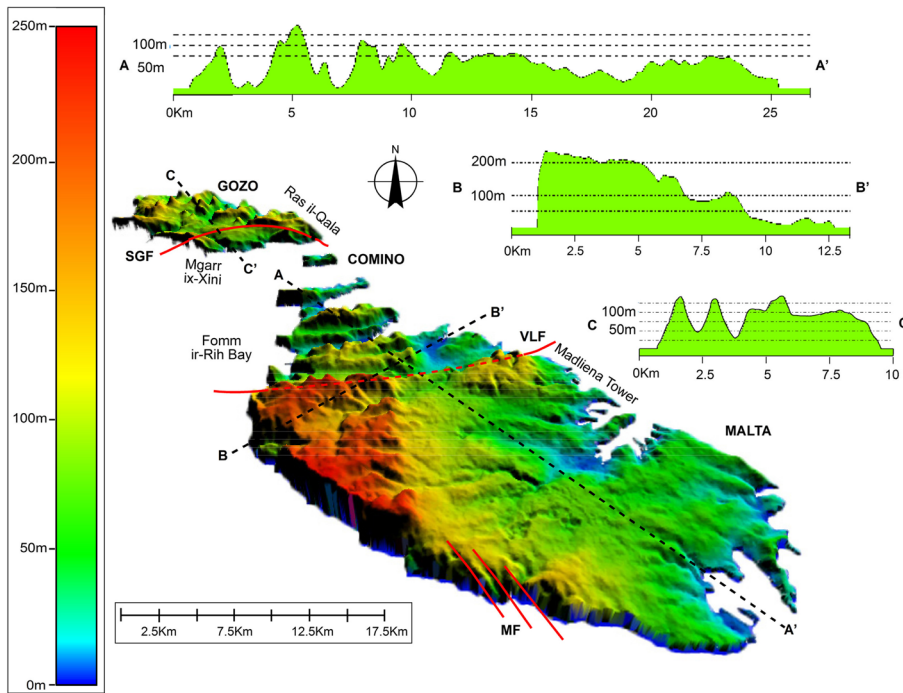 250m
200m
150m
100m
50m
0m
A
100m
50m
A'
0Km
5
10
15
20
25
B
200m
100m
B'
0Km
2.5
5
7.5
10
12.5
C
100m
50m
C
0Km
2.5
5
7.5
10
N
C
GOZO
Ras il-Qala
SGF
Mgarr
ix-Xini
C'
A
COMINO
B'
Fomm
ir-Rih Bay
VLF
Madliena Tower
B
MALTA
MF
A'
2.5Km
7.5Km
12.5Km
17.5Km